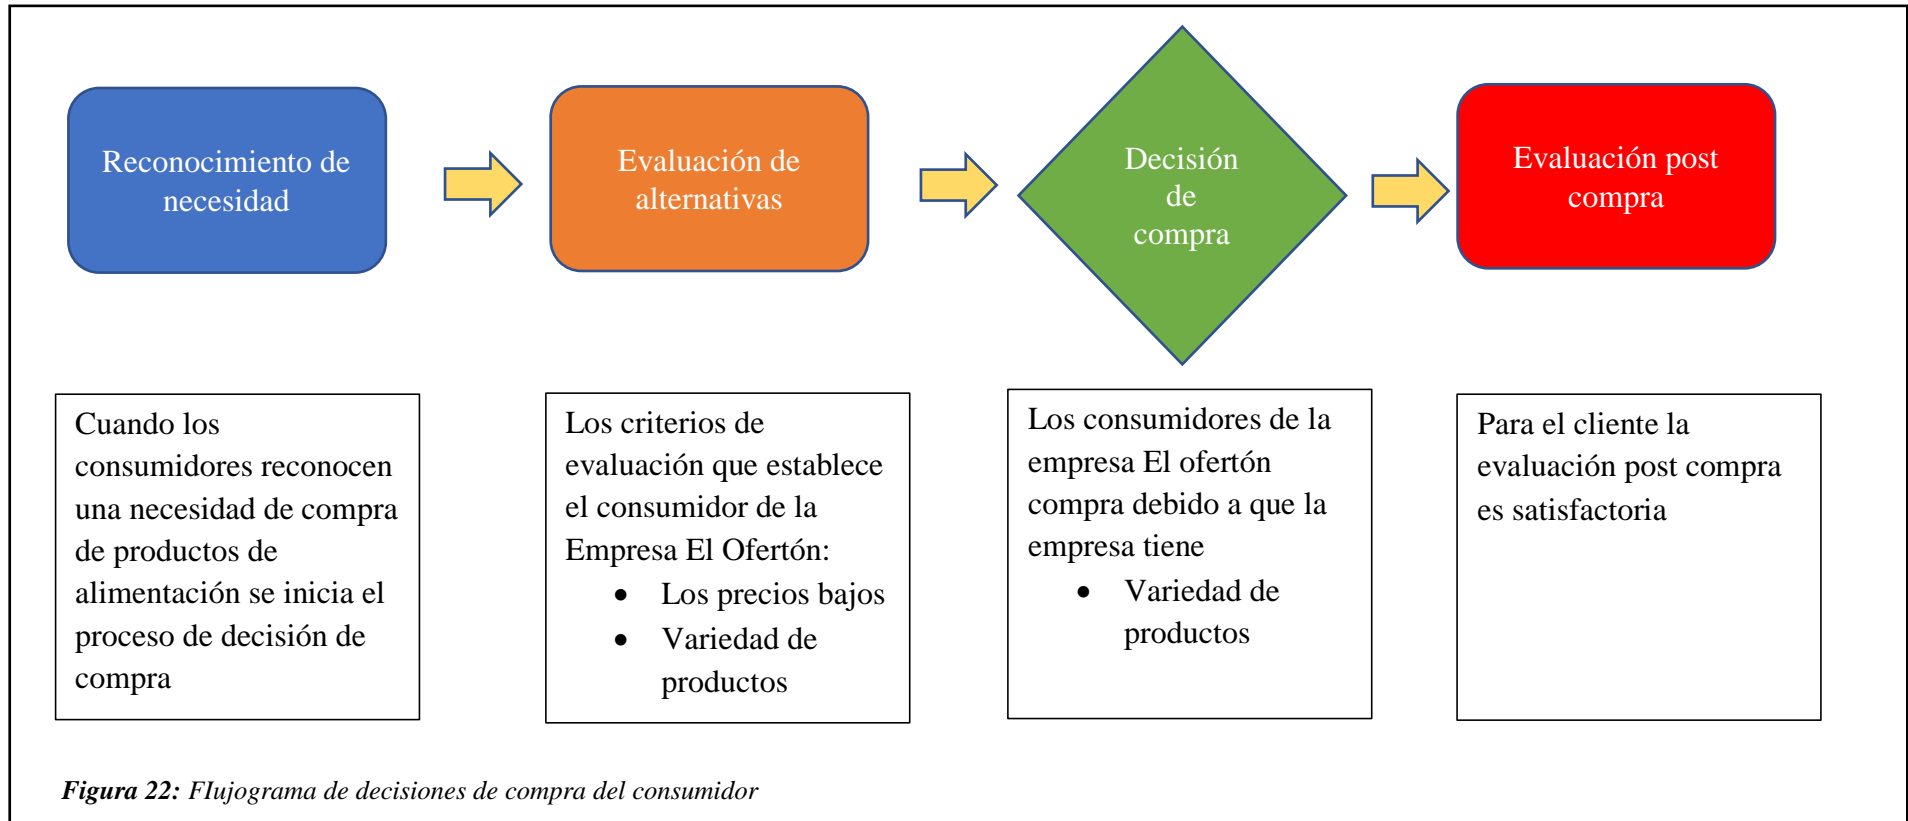 Reconocimiento de
necesidad
Evaluación de
alternativas
Decisión
de
compra
Evaluación post
compra
Cuando los
consumidores reconocen
una necesidad de compra
de productos de
alimentación se inicia el
proceso de decisión de
compra
Los criterios de
evaluación que establece
el consumidor de la
Empresa El Ofertón:
• Los precios bajos
• Variedad de
productos
Los consumidores de la
empresa El ofertón
compra debido a que la
empresa tiene
• Variedad de
productos
Para el cliente la
evaluación post compra
es satisfactoria
Figura 22: FIujograma de decisiones de compra del consumidor